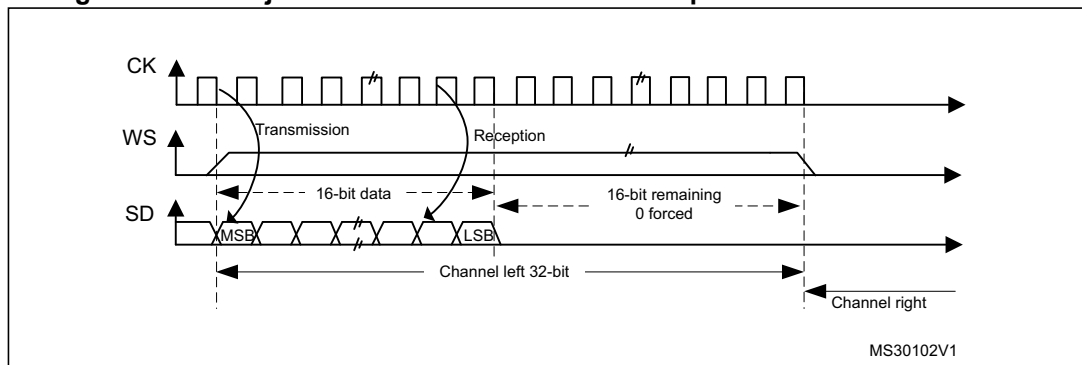 CK
Transmission
Reception
WS
16-bit data
16-bit remaining
0 forced
SD
MSB
LSB
Channel left 32-bit
Channel right
MS30102V1